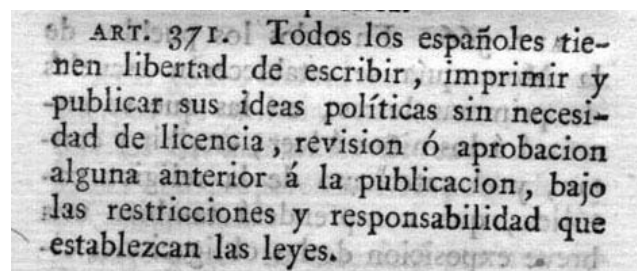 ART. 371. Todos los españoles tie-
nen libertad de escribir, imprimir y
publicar sus ideas políticas sin necesi-
dad de licencia, revision ó aprobacion
alguna anterior á la publicacion, bajo
las restricciones y responsabilidad que
establezcan las leyes.